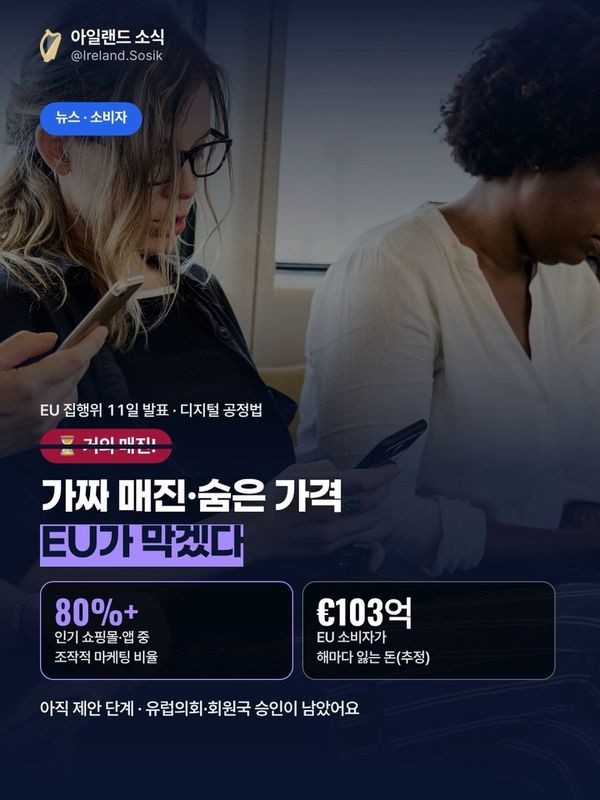 아일랜드 소식
@Ireland.Sosik
뉴스·소비자
EU 집행위 11일 발표 · 디지털 공정법
⏳ 거의 매진!
가짜 매진·숨은 가격
EU가 막겠다
80%+
인기 쇼핑몰·앱 중
조작적 마케팅 비율
€103억
EU 소비자가
해마다 잃는 돈(추정)
아직 제안 단계 · 유럽의회·회원국 승인이 남았어요